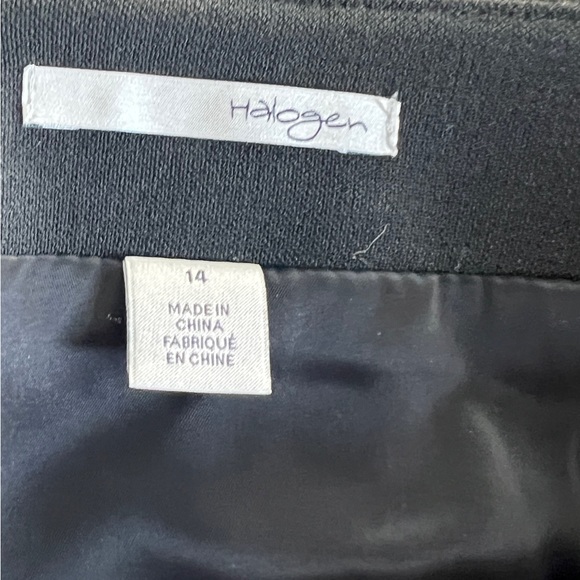 Halogen
14
MADE IN
CHINA
FABRIQUÉ
EN CHINE